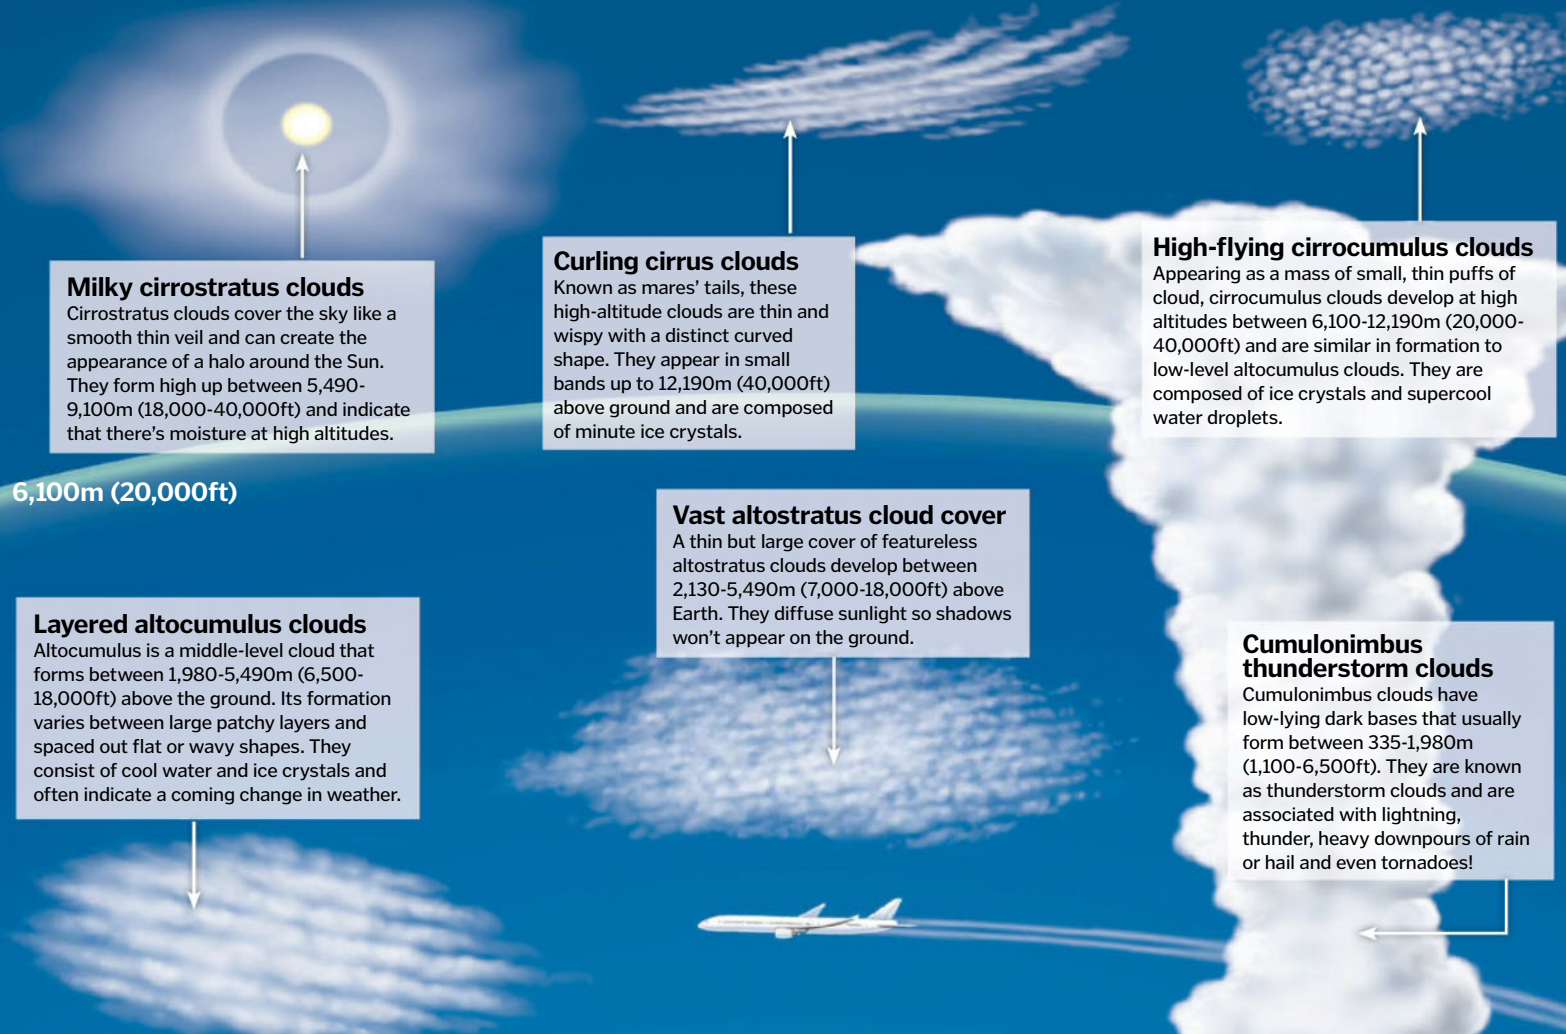 Milky cirrostratus clouds
Cirrostratus clouds cover the sky like a
smooth thin veil and can create the
appearance of a halo around the Sun.
They form high up between 5,490-
9,100m (18,000-40,000ft) and indicate
that there's moisture at high altitudes.
Curling cirrus clouds
Known as mares' tails, these
high-altitude clouds are thin and
wispy with a distinct curved
shape. They appear in small
bands up to 12,190m (40,000ft)
above ground and are composed
of minute ice crystals.
High-flying cirrocumulus clouds
Appearing as a mass of small, thin puffs of
cloud, cirrocumulus clouds develop at high
altitudes between 6,100-12,190m (20,000-
40,000ft) and are similar in formation to
low-level altocumulus clouds. They are
composed of ice crystals and supercool
water droplets.
6,100m (20,000ft)
Vast altostratus cloud cover
A thin but large cover of featureless
altostratus clouds develop between
2,130-5,490m (7,000-18,000ft) above
Earth. They diffuse sunlight so shadows
won't appear on the ground.
Layered altocumulus clouds
Altocumulus is a middle-level cloud that
forms between 1,980-5,490m (6,500-
18,000ft) above the ground. Its formation
varies between large patchy layers and
spaced out flat or wavy shapes. They
consist of cool water and ice crystals and
often indicate a coming change in weather.
Cumulonimbus
thunderstorm clouds
Cumulonimbus clouds have
low-lying dark bases that usually
form between 335-1,980m
(1,100-6,500ft). They are known
as thunderstorm clouds and are
associated with lightning,
thunder, heavy downpours of rain
or hail and even tornadoes!